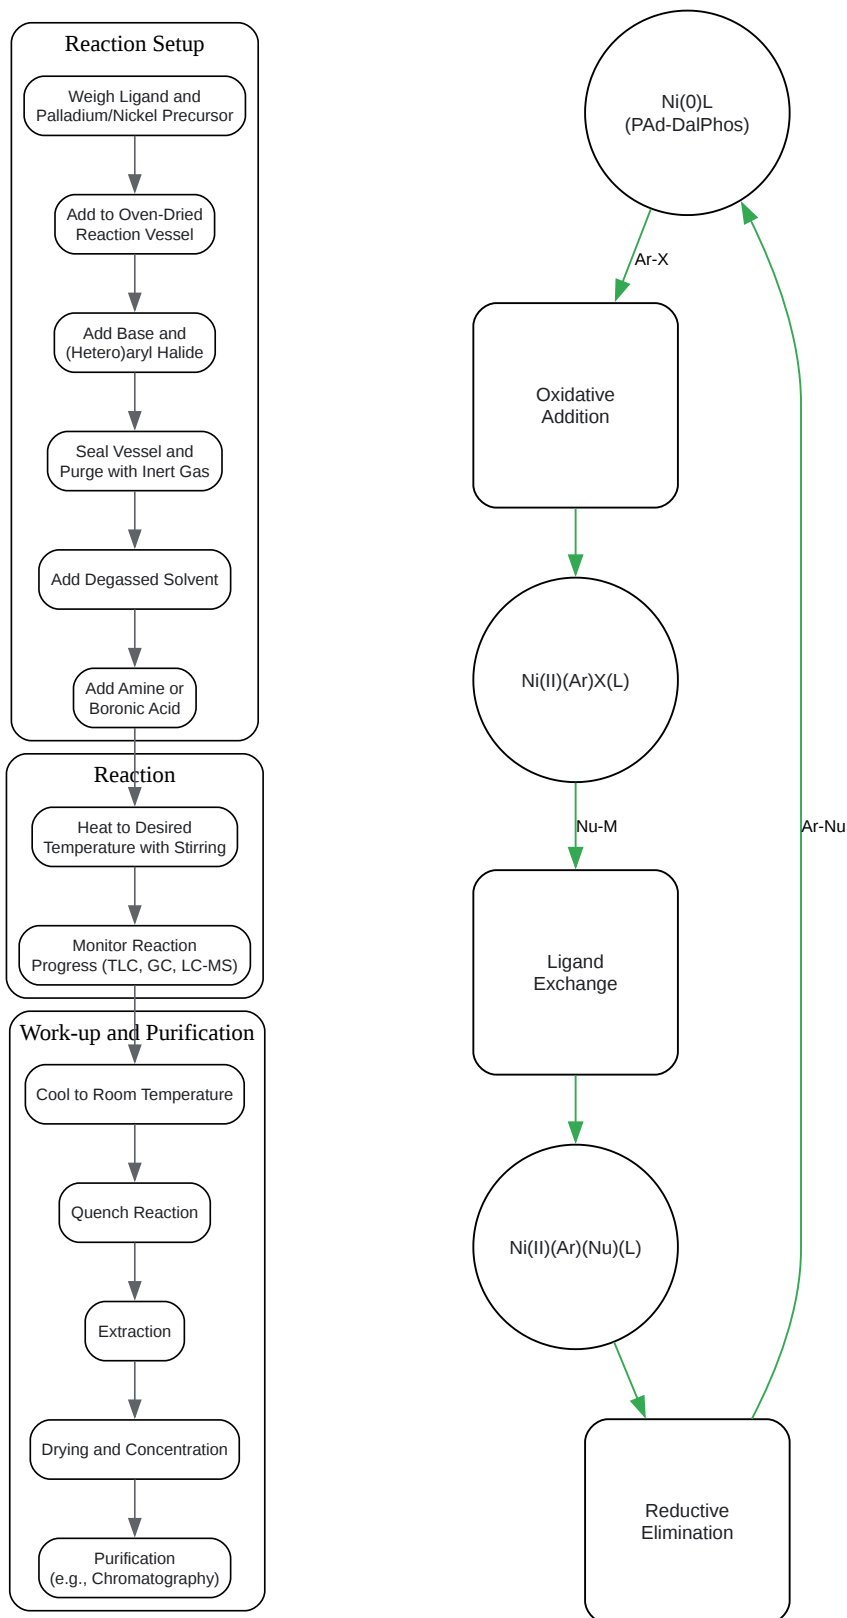 Reaction Setup
Weigh Ligand and
Palladium/Nickel Precursor
Add to Oven-Dried
Reaction Vessel
Add Base and
(Hetero)aryl Halide
Seal Vessel and
Purge with Inert Gas
Add Degassed Solvent
Add Amine or
Boronic Acid
Reaction
Heat to Desired
Temperature with Stirring
Monitor Reaction
Progress (TLC, GC, LC-MS)
Work-up and Purification
Cool to Room Temperature
Quench Reaction
Extraction
Drying and Concentration
Purification
(e.g., Chromatography)
Ni(0)L
(PAd-DalPhos)
Ar-X
Oxidative
Addition
Ni(II)(Ar)X(L)
Nu-M
Ar-Nu
Ligand
Exchange
Ni(II)(Ar)(Nu)(L)
Reductive
Elimination